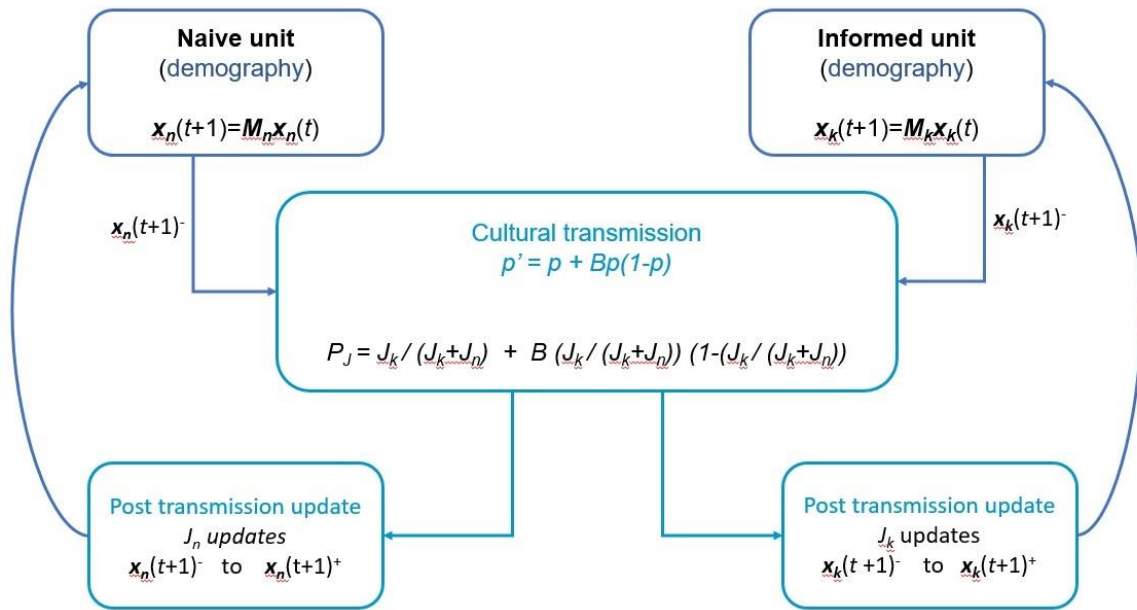 Naive unit
(demography)
xₙ(t+1)=Mₙxₙ(t)
Informed unit
(demography)
xₖ(t+1)=Mₖxₖ(t)
xₙ(t+1)⁻
xₖ(t+1)⁻
Cultural transmission
p’ = p + Bp(1-p)
P_J = Jₖ / (Jₖ+Jₙ) + B (Jₖ / (Jₖ+Jₙ)) (1-(Jₖ / (Jₖ+Jₙ))
Post transmission update
Jₙ updates
xₙ(t+1)⁻ to xₙ(t+1)⁺
Post transmission update
Jₖ updates
xₖ(t +1)⁻ to xₖ(t+1)⁺